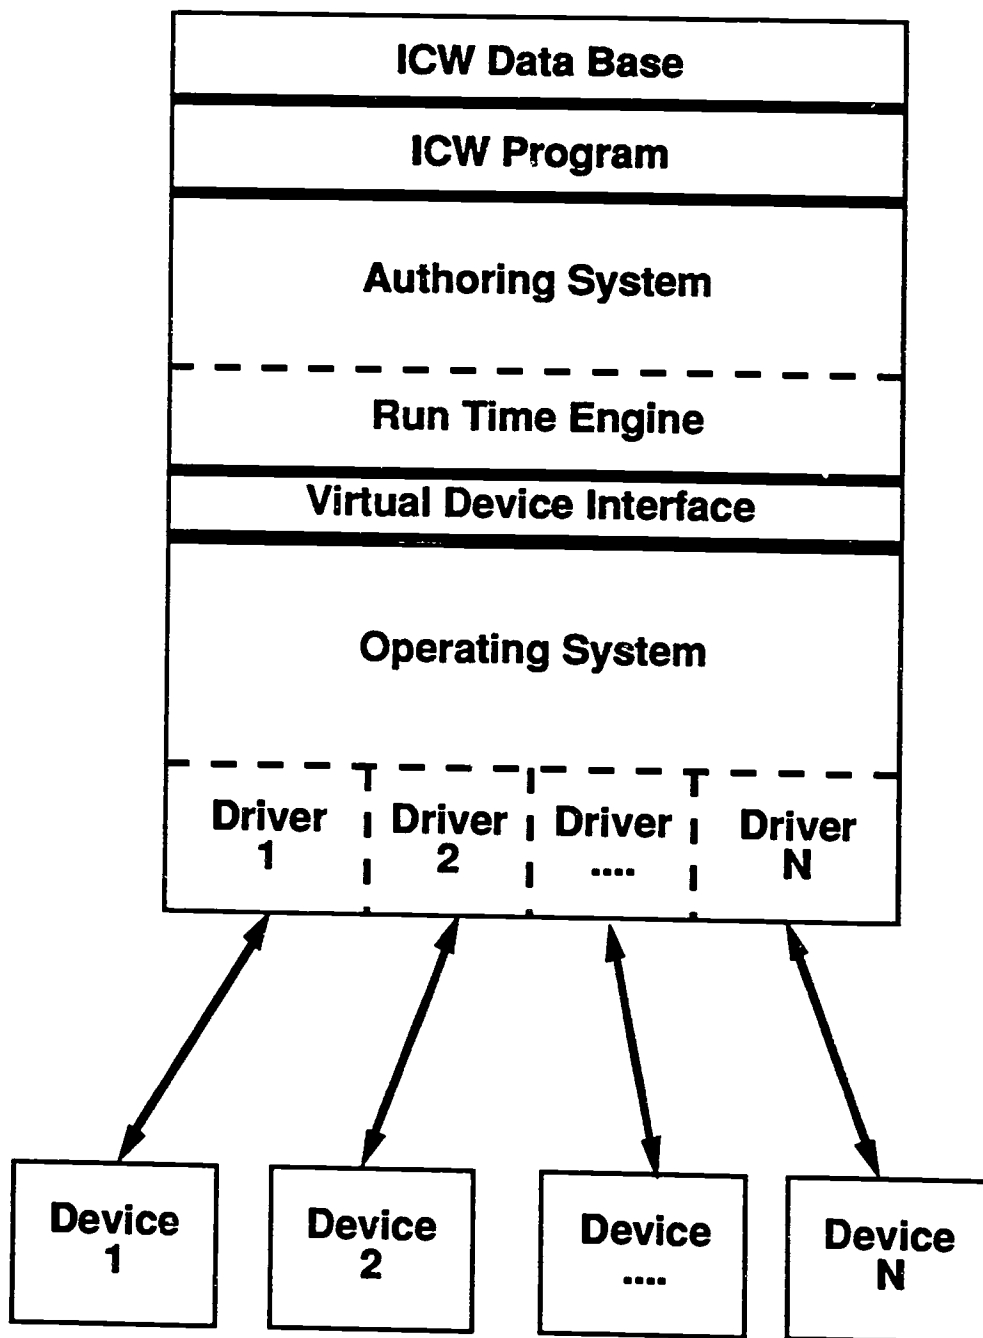 ICW Data Base
ICW Program
Authoring System
Run Time Engine
Virtual Device Interface
Operating System
Driver
1
Driver
2
Driver
....
Driver
N
Device
1
Device
2
Device
....
Device
N